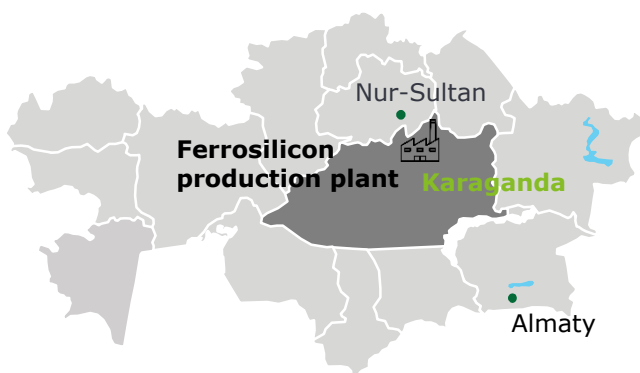 Nur-Sultan
Ferrosilicon
production plant
Karaganda
Almaty